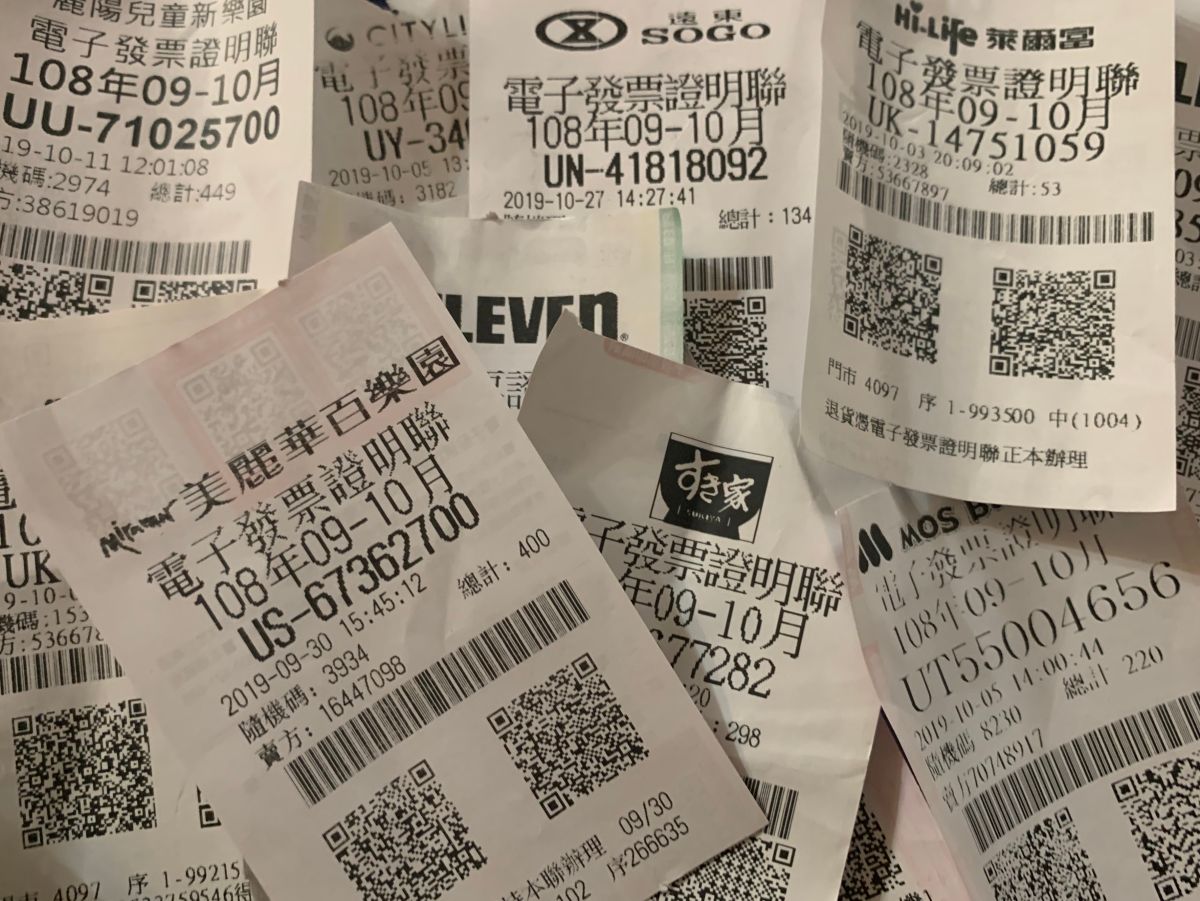 麗陽兒童新樂園
電子發票證明聯
108年09-10月
UU-71025700
19-10-11 12:01:08
機碼:2974 總計:449
方:38619019
CITYLI
電子發票
108年09
UY-34
2019-10-05 13:
機碼: 3182
遠東
SOGO
電子發票證明聯
108年09-10月
UN-41818092
2019-10-27 14:27:41
總計:134
Hi-Life 萊爾富
電子發票證明聯
108年09-10月
UK-14751059
2019-10-03 20:09:02
隨機碼:2328 總計:53
賣方:53667897
門市 4097 序 1-993500 中(1004)
退貨憑電子發票證明聯正本辦理
LEVEn
®
miramar 美麗華百樂園
電子發票證明聯
108年09-10月
US-67362700
2019-09-30 15:45:12
隨機碼: 3934 總計: 400
賣方: 16447098
09/30
本聯辦理 序266635
102
すき家
SUKIYA
子發票證明聯
年09-10月
77282
20
: 298
MOS B
電子發票證明聯
108年09-10月
UT55004656
2019-10-05 14:00:44
隨機碼 8230 總計 220
賣方70748917
UK
9-10-0
機碼:153
方:536678
4097 序 1-99215